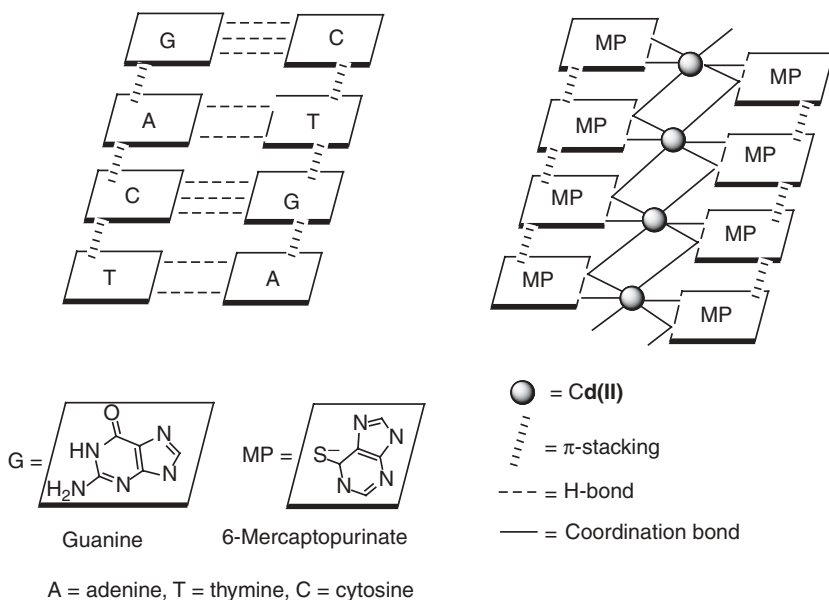 G C
A T
C G
T A
MP MP
MP MP
MP MP
MP MP
G =
O
HN N
H2N N N
H
Guanine
MP =
S−
N N
N N
6-Mercaptopurinate
= Cd(II)
= π-stacking
= H-bond
= Coordination bond
A = adenine, T = thymine, C = cytosine